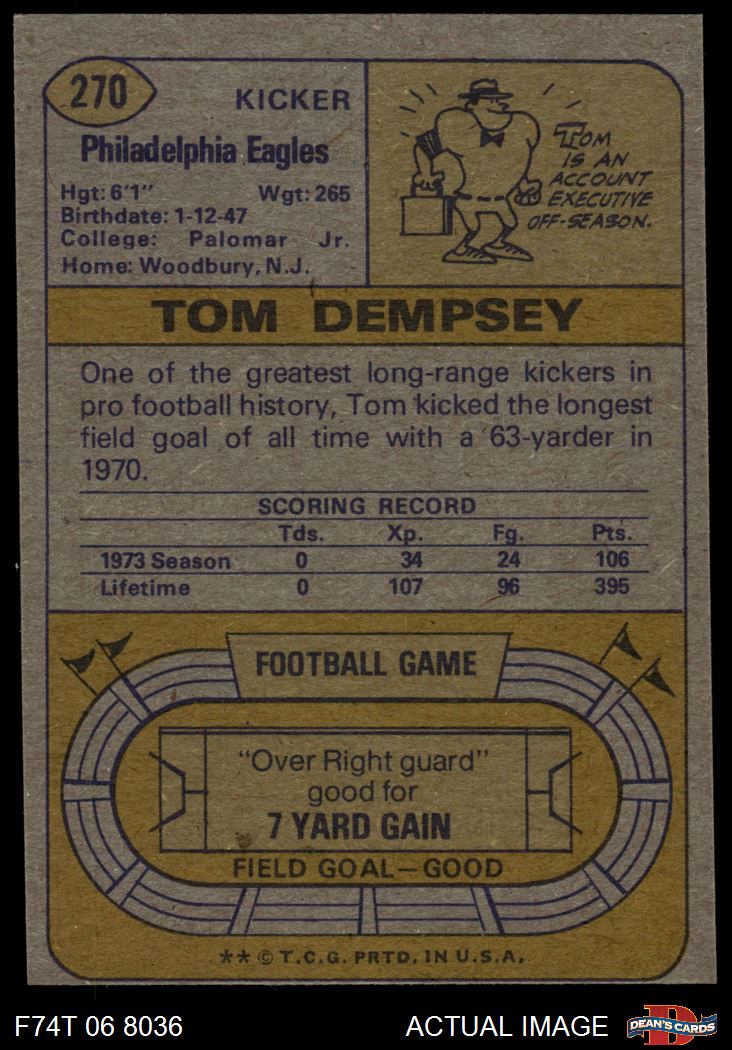 270
KICKER
Philadelphia Eagles
Hgt: 6'1" Wgt: 265
Birthdate: 1-12-47
College: Palomar Jr.
Home: Woodbury, N.J.
TOM
IS AN
ACCOUNT
EXECUTIVE
OFF-SEASON.
TOM DEMPSEY
One of the greatest long-range kickers in
pro football history, Tom kicked the longest
field goal of all time with a 63-yarder in
1970.
SCORING RECORD
Tds. Xp. Fg. Pts.
1973 Season 0 34 24 106
Lifetime 0 107 96 395
FOOTBALL GAME
"Over Right guard"
good for
7 YARD GAIN
FIELD GOAL—GOOD
** © T.C.G. PRTD. IN U.S.A.
F74T 06 8036 ACTUAL IMAGE
DEAN'S CARDS